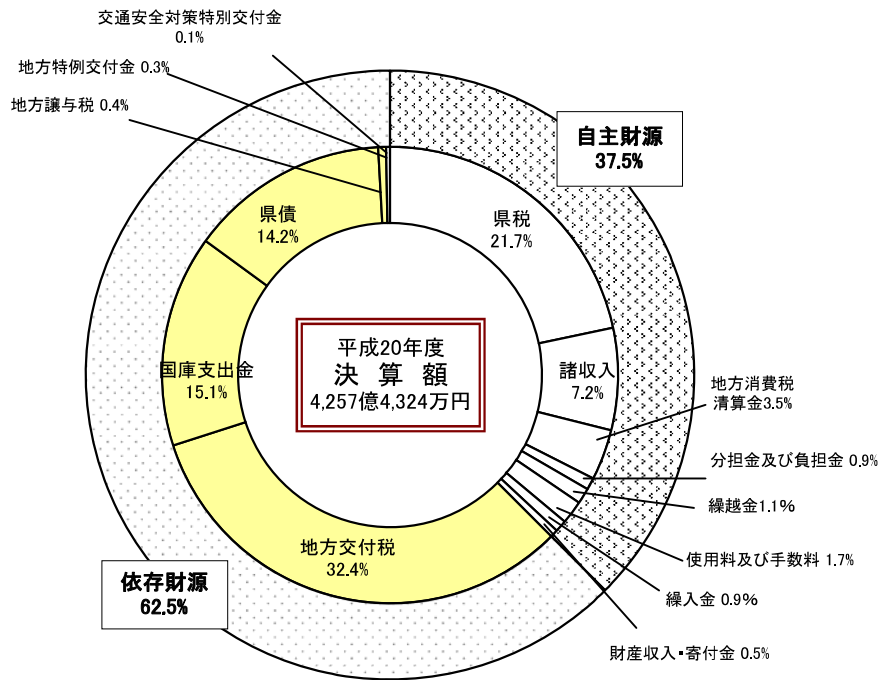 交通安全対策特別交付金
0.1%
地方特例交付金 0.3%
地方譲与税 0.4%
自主財源
37.5%
県税
21.7%
県債
14.2%
諸収入
7.2%
地方消費税
清算金3.5%
国庫支出金
15.1%
平成20年度
決 算 額
4,257億4,324万円
分担金及び負担金 0.9%
繰越金1.1%
使用料及び手数料 1.7%
繰入金 0.9%
財産収入・寄付金 0.5%
地方交付税
32.4%
依存財源
62.5%